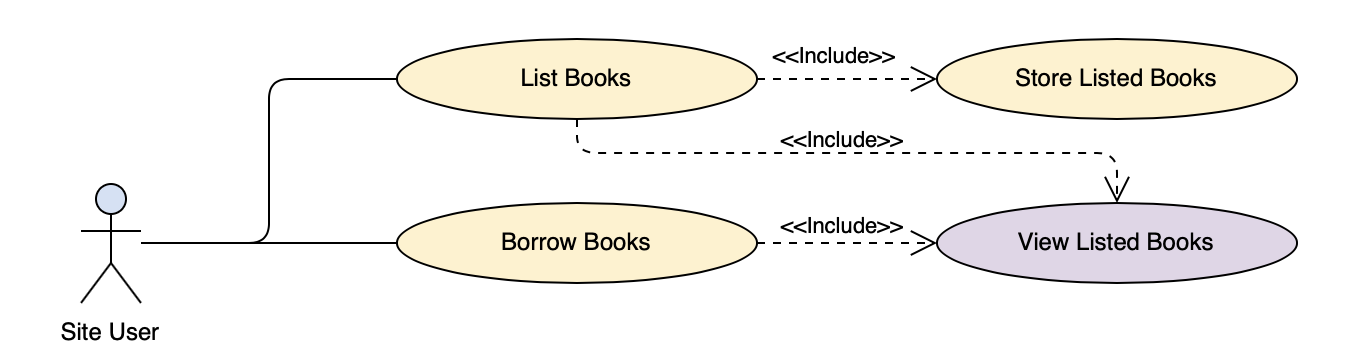 <<Include>>
List Books
Store Listed Books
<<Include>>
<<Include>>
Borrow Books
View Listed Books
Site User